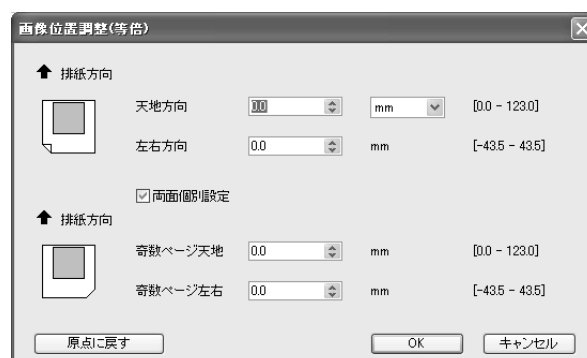 画像位置調整(等倍)
排紙方向
天地方向 0.0 mm [0.0 - 123.0]
左右方向 0.0 mm [-43.5 - 43.5]
両面個別設定
排紙方向
奇数ページ天地 0.0 mm [0.0 - 123.0]
奇数ページ左右 0.0 mm [-43.5 - 43.5]
原点に戻す OK キャンセル